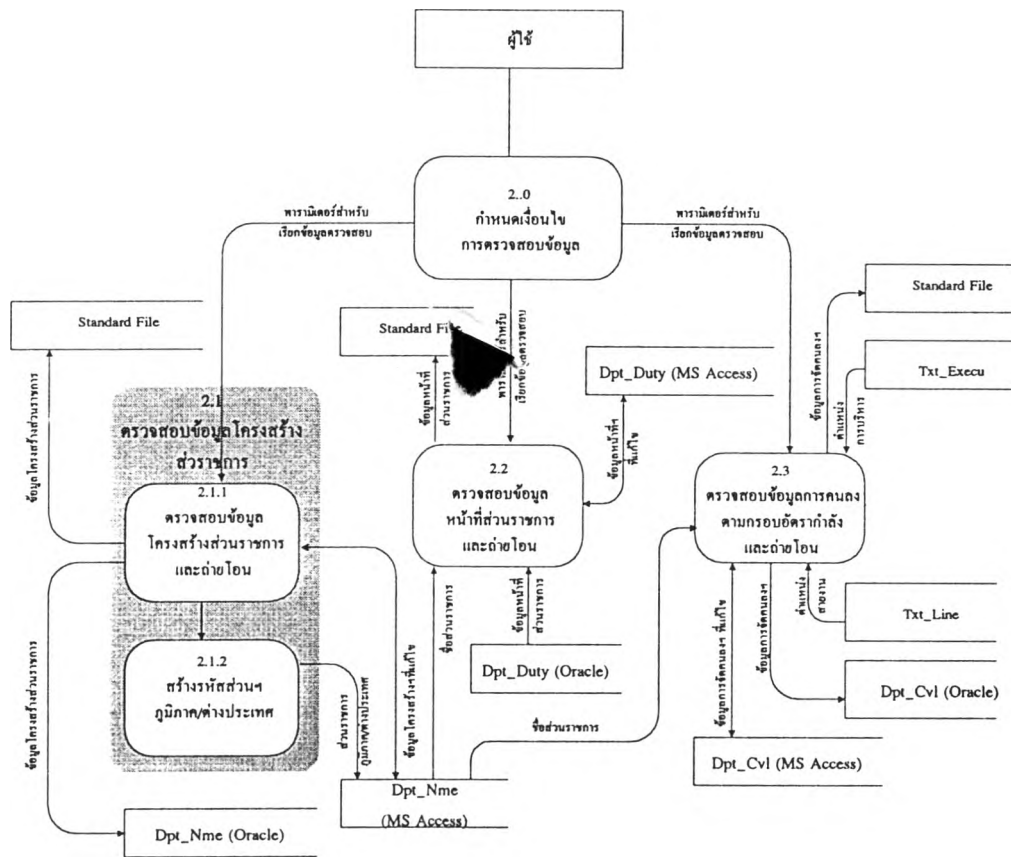 ผู้ใช้
2..0
กำหนดเงื่อนไข
การตรวจสอบข้อมูล
พารามิเตอร์สำหรับ
เรียกข้อมูลตรวจสอบ
พารามิเตอร์สำหรับ
เรียกข้อมูลตรวจสอบ
เรียกข้อมูลตรวจสอบ
Standard File
Standard File
Standard File
Txt_Execu
Dpt_Duty (MS Access)
ข้อมูลโครงสร้างส่วนราชการ
ข้อมูลหน้าที่
ส่วนราชการ
ข้อมูลหน้าที่ฯ
ที่แก้ไข
ข้อมูลการจัดคนลงฯ
ตำแหน่ง
การบริหาร
2.1
ตรวจสอบข้อมูลโครงสร้าง
ส่วราชการ
2.1.1
ตรวจสอบข้อมูล
โครงสร้างส่วนราชการ
และถ่ายโอน
2.1.2
สร้างรหัสส่วนฯ
ภูมิภาค/ต่างประเทศ
2.2
ตรวจสอบข้อมูล
หน้าที่ส่วนราชการ
และถ่ายโอน
2.3
ตรวจสอบข้อมูลการคนลง
ตามกรอบอัตรากำลัง
และถ่ายโอน
ข้อมูลโครงสร้างส่วนราชการ
ส่วนราชการ
ภูมิภาค/ต่างประเทศ
ข้อมูลโครงสร้างฯที่แก้ไข
ชื่อส่วนราชการ
ข้อมูลหน้าที่
ส่วนราชการ
ชื่อส่วนราชการ
ข้อมูลการจัดคนลงฯ ที่แก้ไข
ข้อมูลการจัดคนลงฯ
ตำแหน่ง
สายงาน
Txt_Line
Dpt_Duty (Oracle)
Dpt_Cvl (Oracle)
Dpt_Cvl (MS Access)
Dpt_Nme
(MS Access)
Dpt_Nme (Oracle)